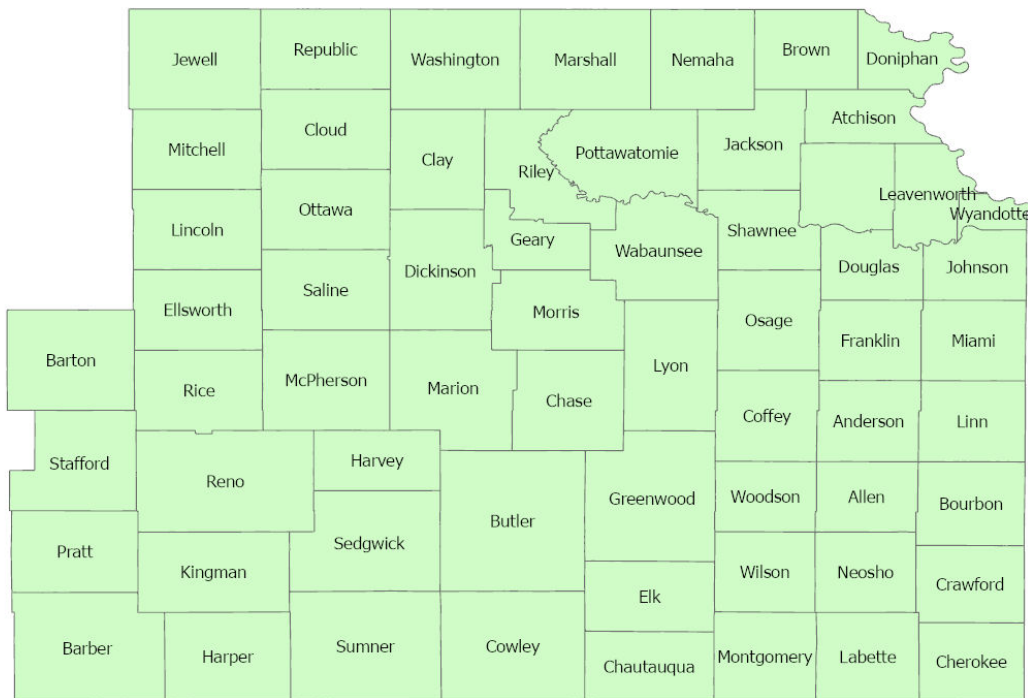 Jewell
Republic
Washington
Marshall
Nemaha
Brown
Doniphan
Mitchell
Cloud
Clay
Riley
Pottawatomie
Jackson
Atchison
Leavenworth
Wyandotte
Lincoln
Ottawa
Dickinson
Geary
Wabaunsee
Shawnee
Douglas
Johnson
Ellsworth
Saline
Morris
Osage
Franklin
Miami
Barton
Rice
McPherson
Marion
Chase
Lyon
Coffey
Anderson
Linn
Stafford
Reno
Harvey
Butler
Greenwood
Woodson
Allen
Bourbon
Pratt
Kingman
Sedgwick
Elk
Wilson
Neosho
Crawford
Barber
Harper
Sumner
Cowley
Chautauqua
Montgomery
Labette
Cherokee